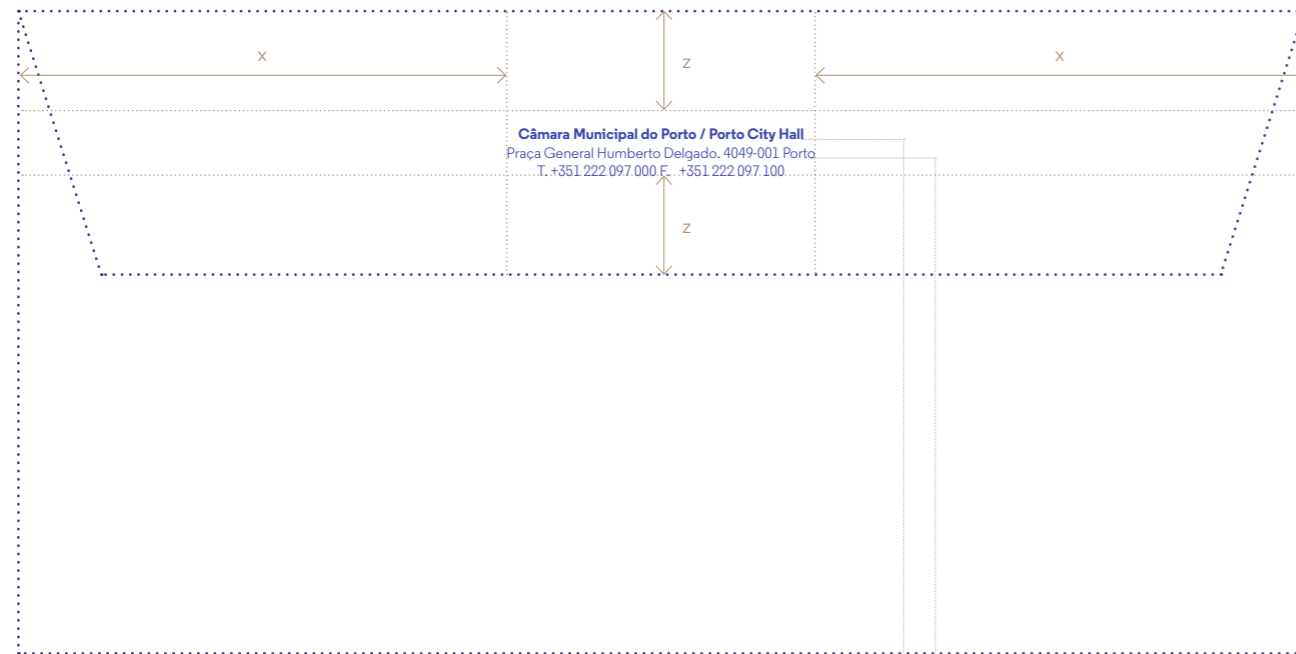 X
X
Z
Câmara Municipal do Porto / Porto City Hall
Praça General Humberto Delgado. 4049-001 Porto
T. +351 222 097 000 F. +351 222 097 100
Z